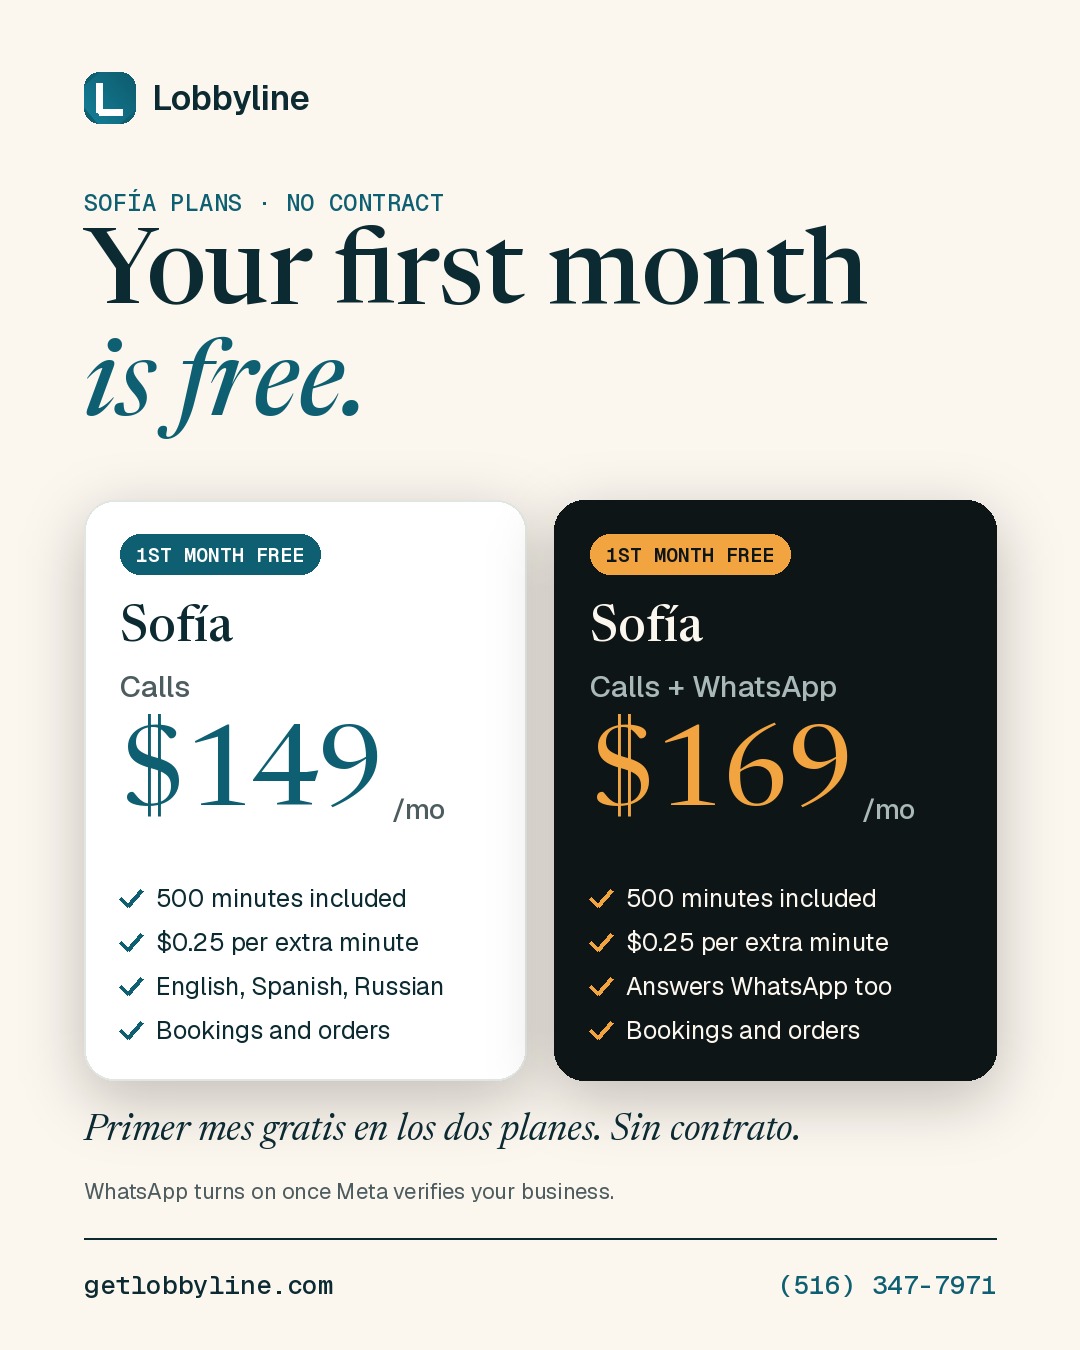 Lobbyline
SOFÍA PLANS · NO CONTRACT
Your first month
is free.
1ST MONTH FREE
Sofía
Calls
$149 /mo
500 minutes included
$0.25 per extra minute
English, Spanish, Russian
Bookings and orders
1ST MONTH FREE
Sofía
Calls + WhatsApp
$169 /mo
500 minutes included
$0.25 per extra minute
Answers WhatsApp too
Bookings and orders
Primer mes gratis en los dos planes. Sin contrato.
WhatsApp turns on once Meta verifies your business.
getlobbyline.com
(516) 347-7971